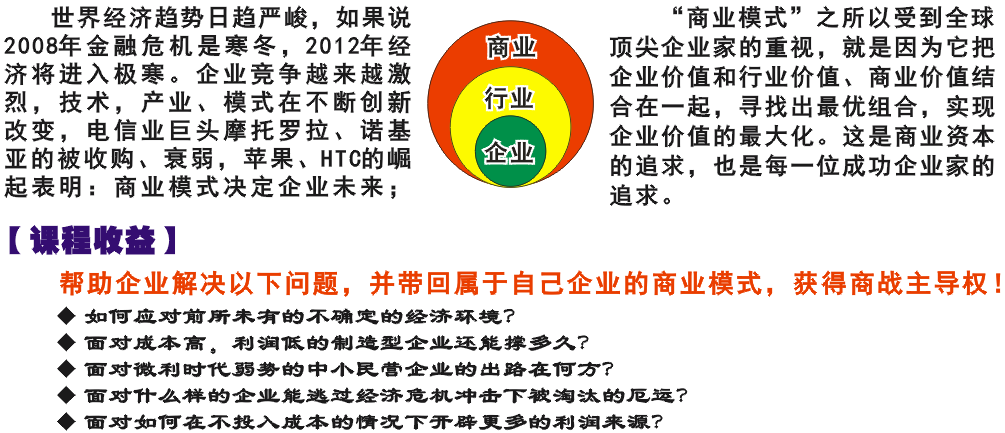 世界经济趋势日趋严峻，如果说
2008年金融危机是寒冬，2012年经
济将进入极寒。企业竞争越来越激
烈，技术，产业、模式在不断创新
改变，电信业巨头摩托罗拉、诺基
亚的被收购、衰弱，苹果、HTC的崛
起表明：商业模式决定企业未来；
商业
行业
企业
“商业模式”之所以受到全球
顶尖企业家的重视，就是因为它把
企业价值和行业价值、商业价值结
合在一起，寻找出最优组合，实现
企业价值的最大化。这是商业资本
的追求，也是每一位成功企业家的
追求。
【课程收益】
帮助企业解决以下问题，并带回属于自己企业的商业模式，获得商战主导权！
◆ 如何应对前所未有的不确定的经济环境?
◆ 面对成本高，利润低的制造型企业还能撑多久?
◆ 面对微利时代弱势的中小民营企业的出路在何方?
◆ 面对什么样的企业能逃过经济危机冲击下被淘汰的厄运?
◆ 面对如何在不投入成本的情况下开辟更多的利润来源?